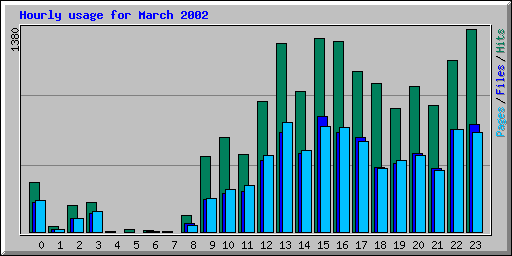 Hourly usage for March 2002
1380
Pages/Files/Hits
0 1 2 3 4 5 6 7 8 9 10 11 12 13 14 15 16 17 18 19 20 21 22 23